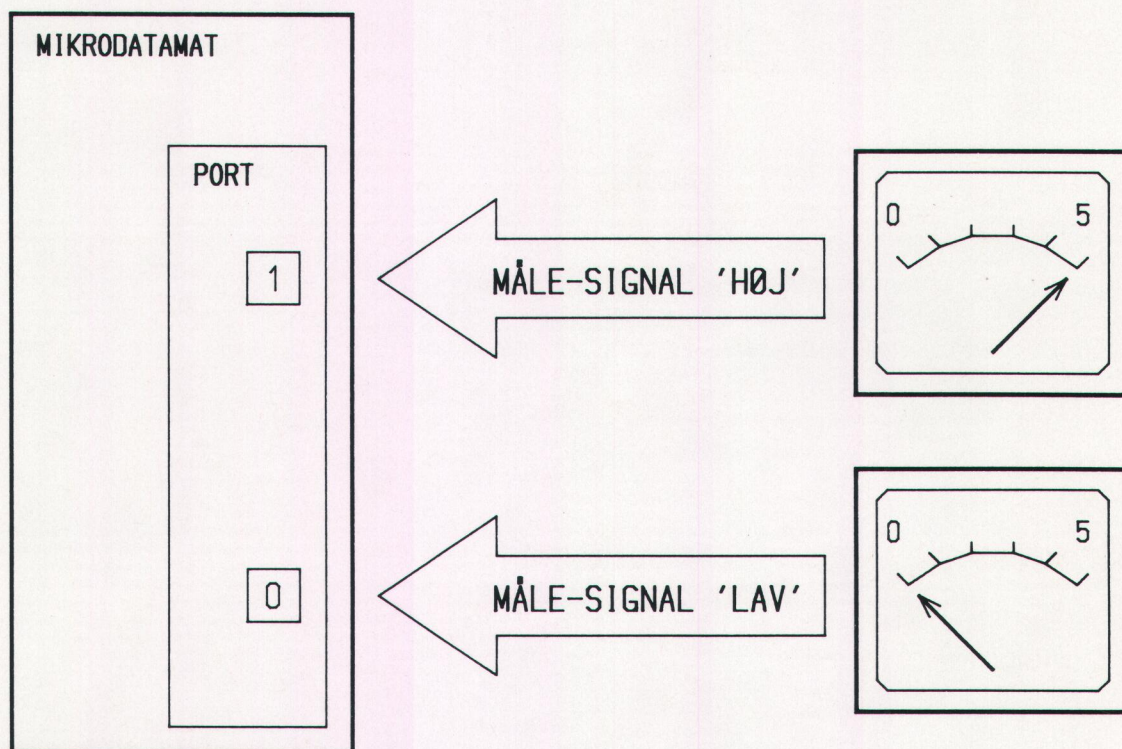 MIKRODATAMAT
PORT
1
MÅLE-SIGNAL 'HØJ'
0 5
0
MÅLE-SIGNAL 'LAV'
0 5